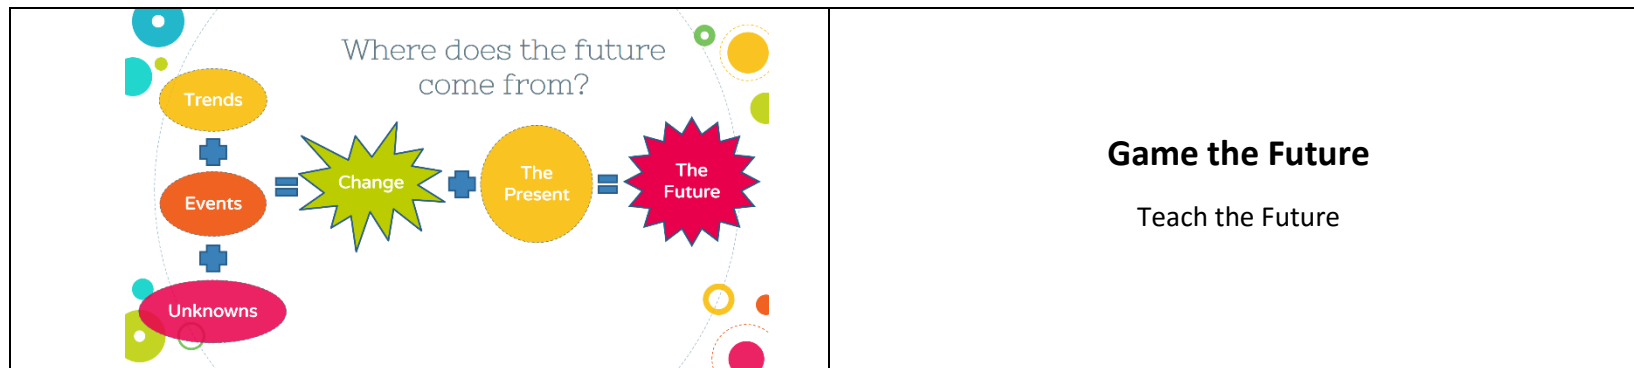 Where does the future
come from?
Trends
Events
Unknowns
Change
The
Present
The
Future
Game the Future
Teach the Future